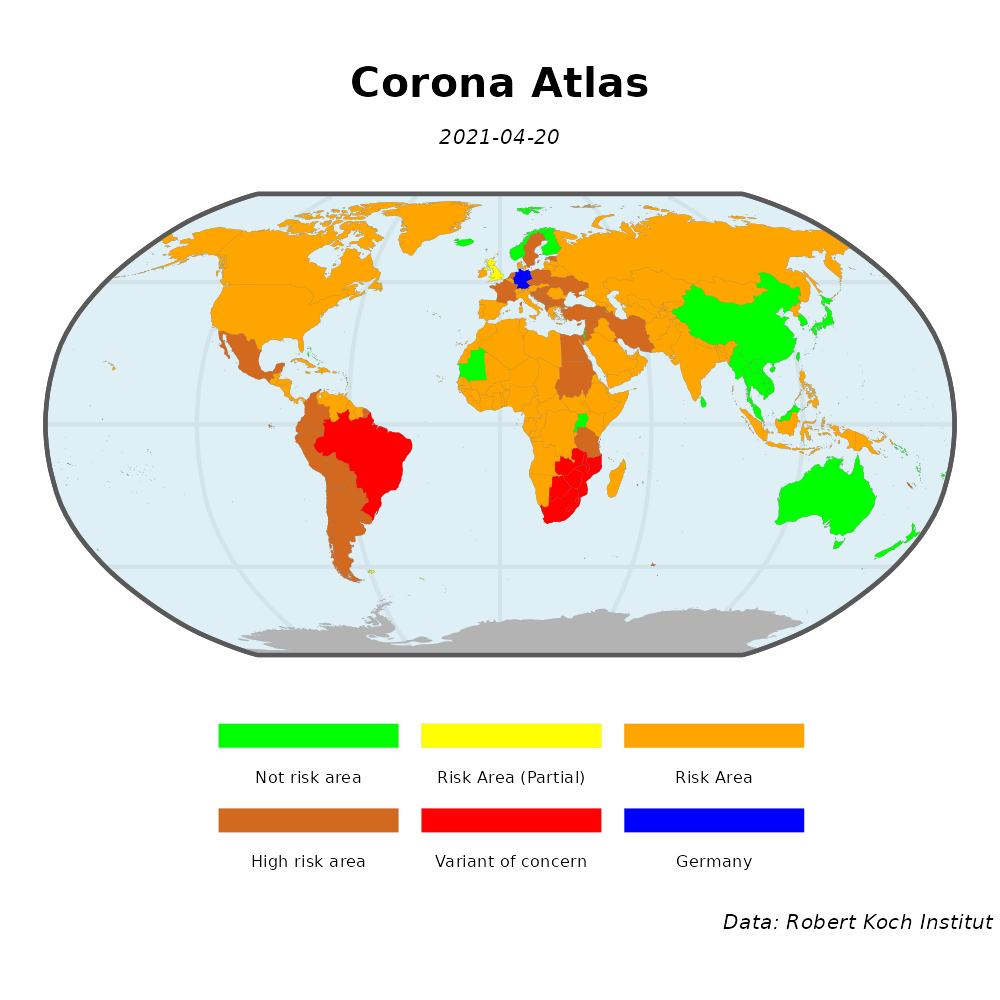 Corona Atlas
2021-04-20
Not risk area
Risk Area (Partial)
Risk Area
High risk area
Variant of concern
Germany
Data: Robert Koch Institut